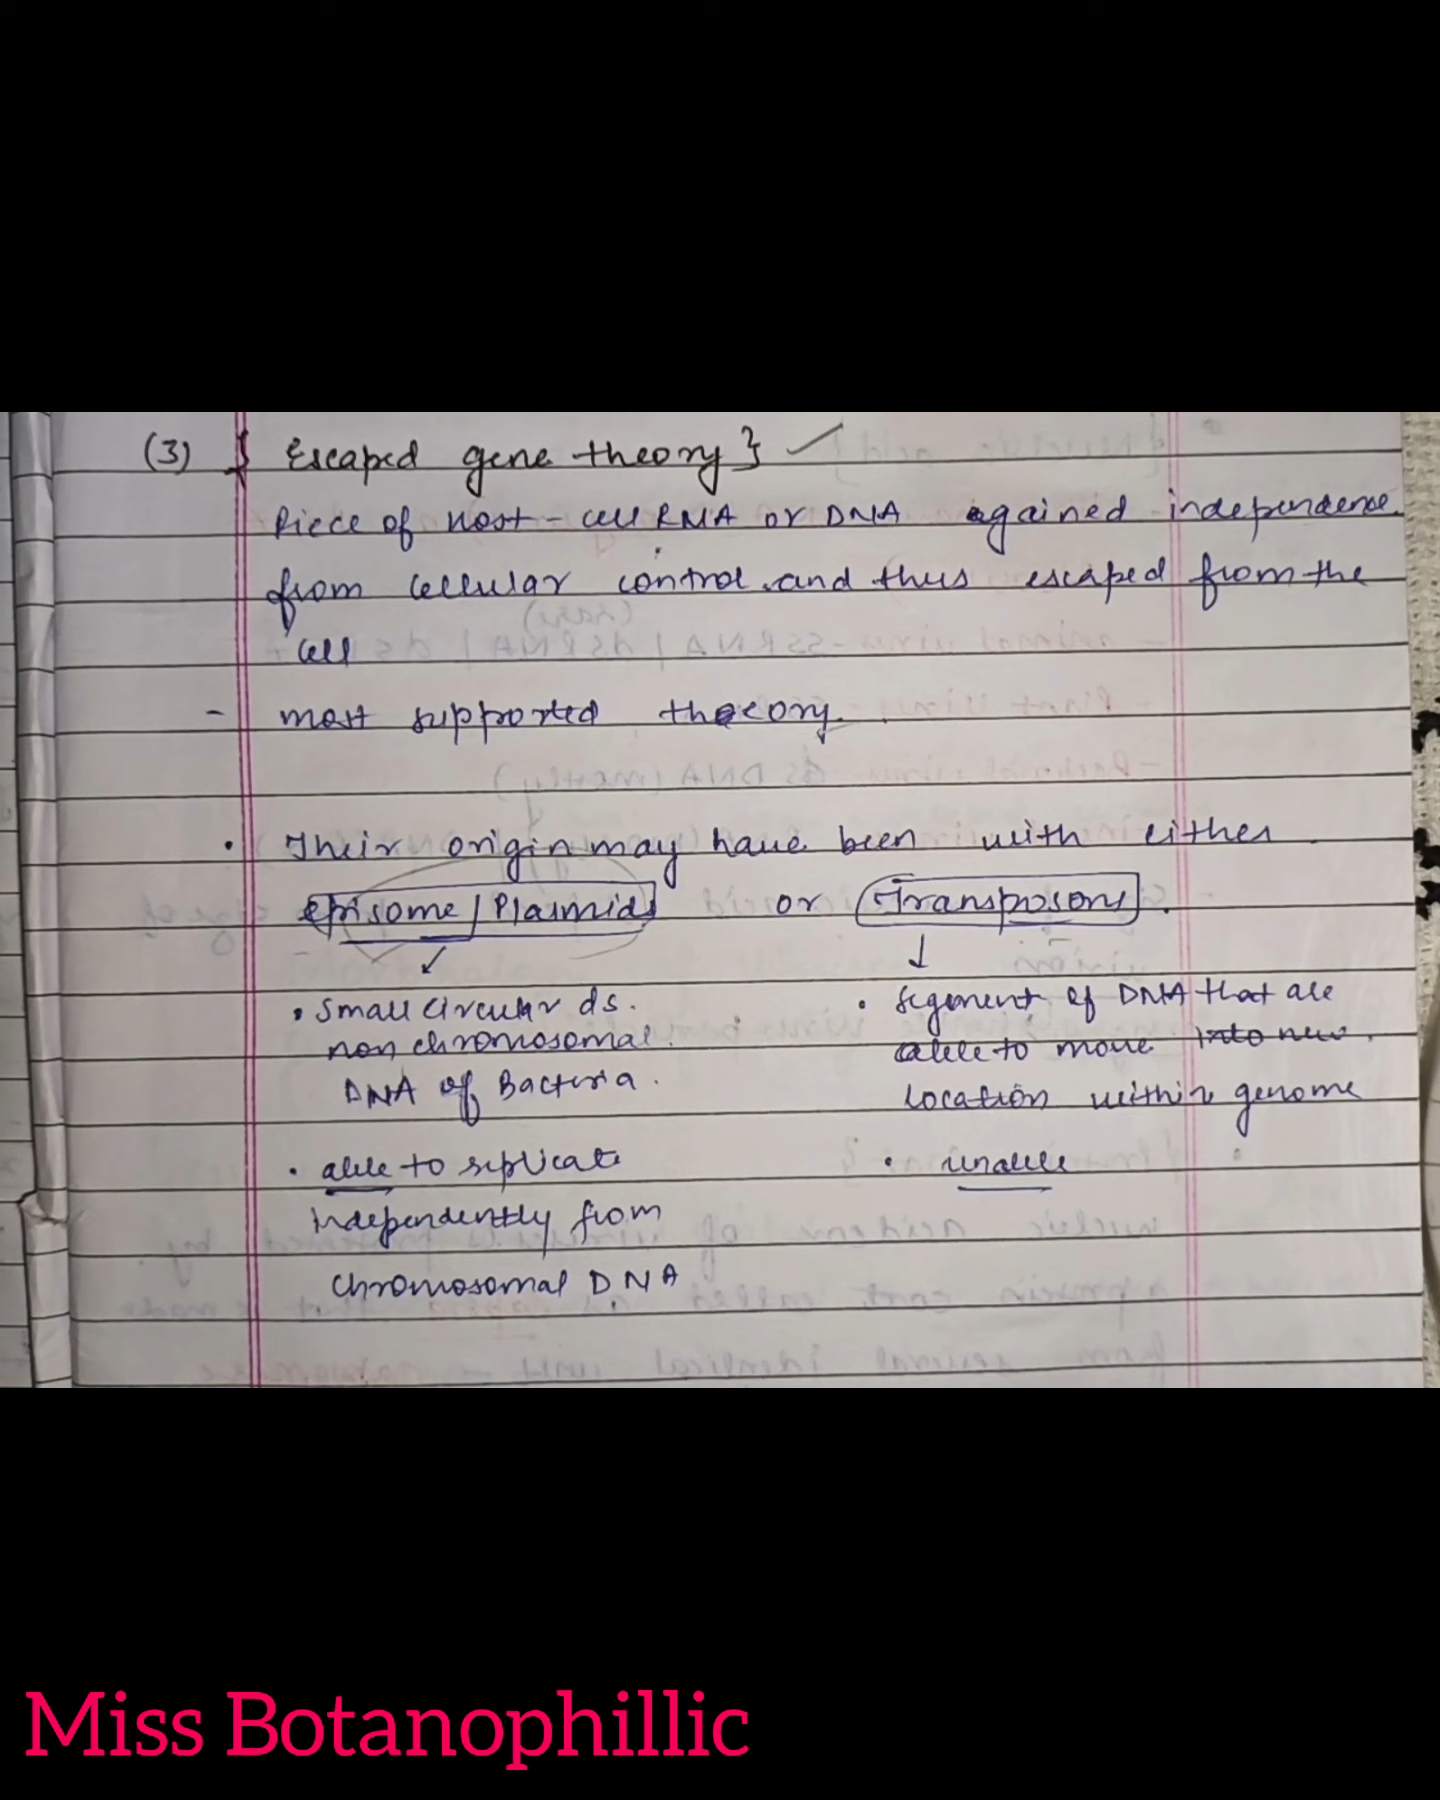 (3) { Escaped gene theory }
Piece of host-cell RNA or DNA gained independence
from cellular control and thus escaped from the
cell
- most supported theory.
• Their origin may have been with either
Episome/Plasmids or Transposons.
• Small circular ds.
non chromosomal.
DNA of Bacteria.
• able to replicate
independently from
chromosomal DNA
• segment of DNA that are
able to move into new
location within genome
• unable
Miss Botanophillic